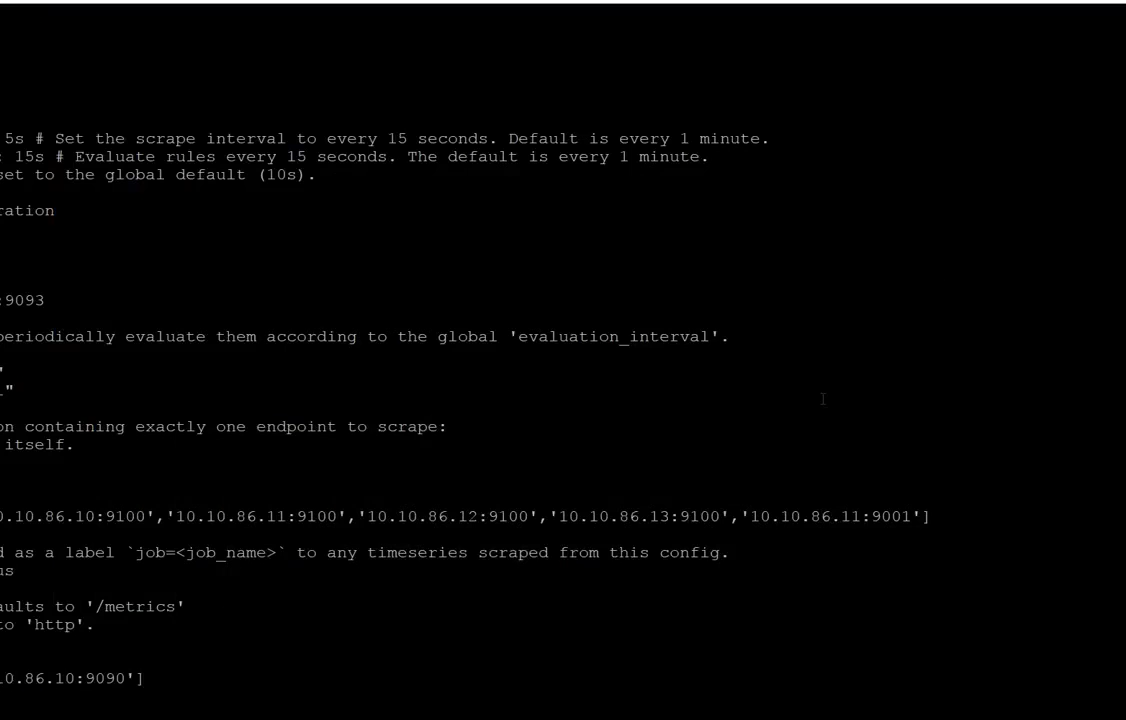 5s # Set the scrape interval to every 15 seconds. Default is every 1 minute.
: 15s # Evaluate rules every 15 seconds. The default is every 1 minute.
set to the global default (10s).
ration
:9093
periodically evaluate them according to the global 'evaluation_interval'.
"
_"
on containing exactly one endpoint to scrape:
itself.
0.10.86.10:9100','10.10.86.11:9100','10.10.86.12:9100','10.10.86.13:9100','10.10.86.11:9001']
d as a label `job=<job_name>` to any timeseries scraped from this config.
us
aults to '/metrics'
to 'http'.
10.86.10:9090']